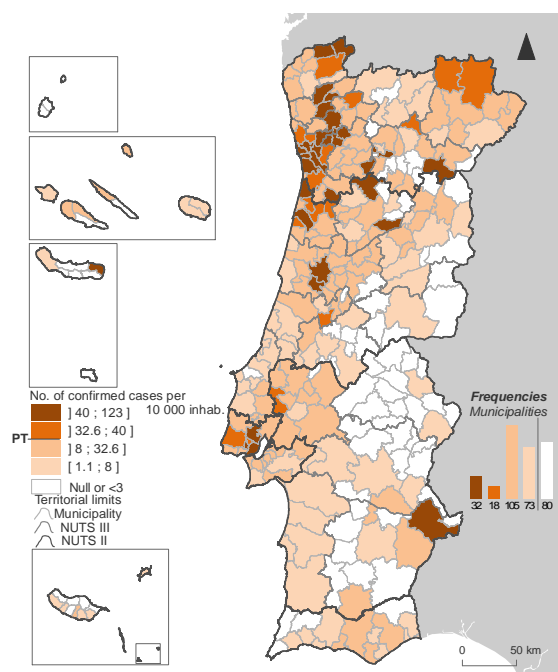 No. of confirmed cases per
10 000 inhab.
] 40 ; 123 ]
] 32.6 ; 40 ]
PT
] 8 ; 32.6 ]
[ 1.1 ; 8 ]
Null or <3
Territorial limits
Municipality
NUTS III
NUTS II
Frequencies
Municipalities
32 18 105 73 80
0 50 km